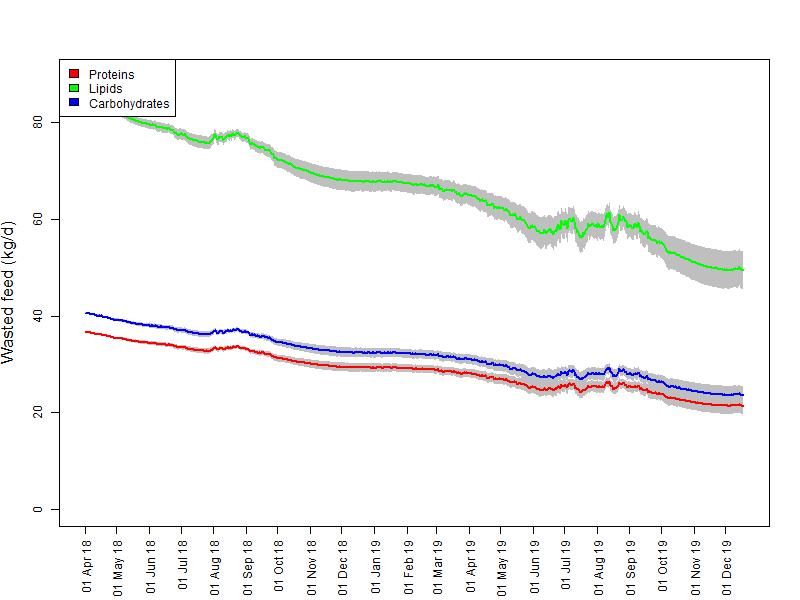 Proteins
Lipids
Carbohydrates
Wasted feed (kg/d)
80
60
40
20
0
01 Apr 18
01 May 18
01 Jun 18
01 Jul 18
01 Aug 18
01 Sep 18
01 Oct 18
01 Nov 18
01 Dec 18
01 Jan 19
01 Feb 19
01 Mar 19
01 Apr 19
01 May 19
01 Jun 19
01 Jul 19
01 Aug 19
01 Sep 19
01 Oct 19
01 Nov 19
01 Dec 19